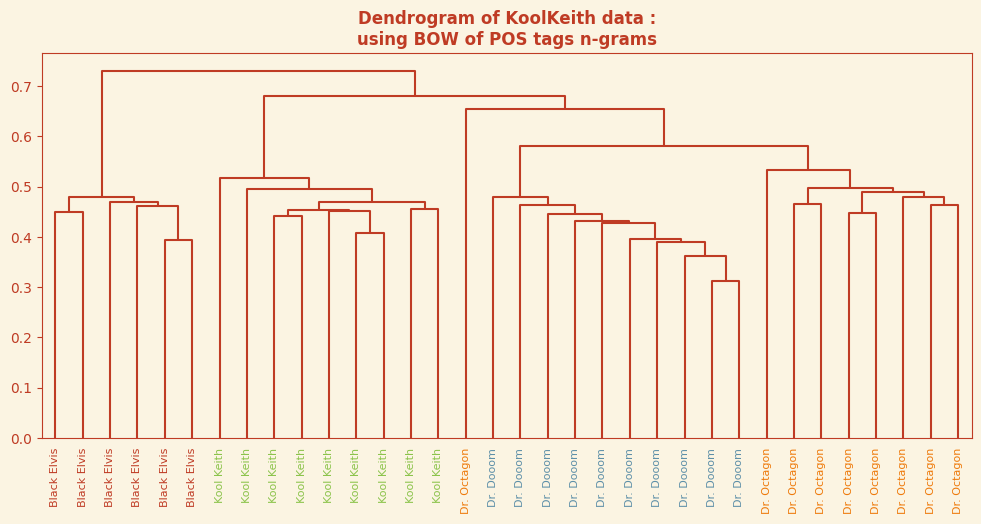 Dendrogram of KoolKeith data :
using BOW of POS tags n-grams
0.7
0.6
0.5
0.4
0.3
0.2
0.1
0.0
Black Elvis
Black Elvis
Black Elvis
Black Elvis
Black Elvis
Black Elvis
Kool Keith
Kool Keith
Kool Keith
Kool Keith
Kool Keith
Kool Keith
Kool Keith
Kool Keith
Kool Keith
Dr. Octagon
Dr. Dooom
Dr. Dooom
Dr. Dooom
Dr. Dooom
Dr. Dooom
Dr. Dooom
Dr. Dooom
Dr. Dooom
Dr. Dooom
Dr. Dooom
Dr. Octagon
Dr. Octagon
Dr. Octagon
Dr. Octagon
Dr. Octagon
Dr. Octagon
Dr. Octagon
Dr. Octagon